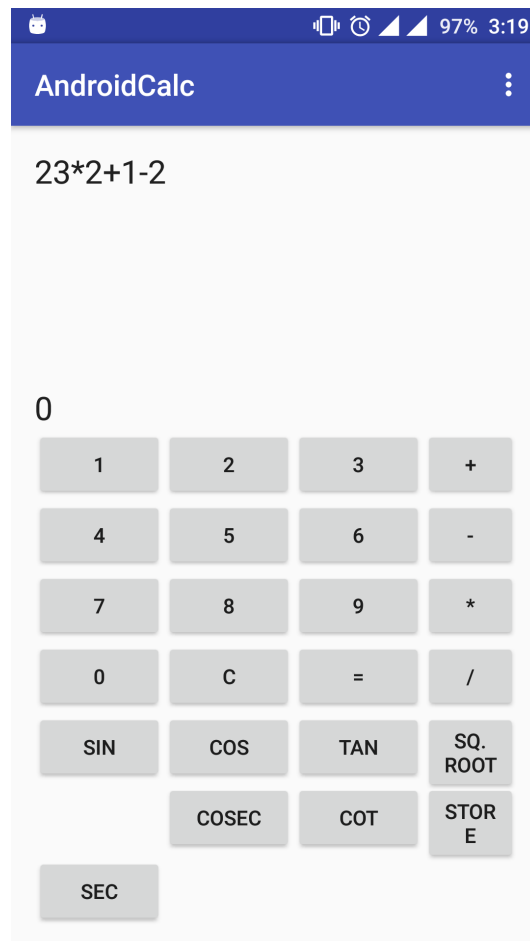 97% 3:19
AndroidCalc
23*2+1-2
0
1 2 3 +
4 5 6 -
7 8 9 *
0 C = /
SIN COS TAN SQ.
ROOT
COSEC COT STOR
E
SEC